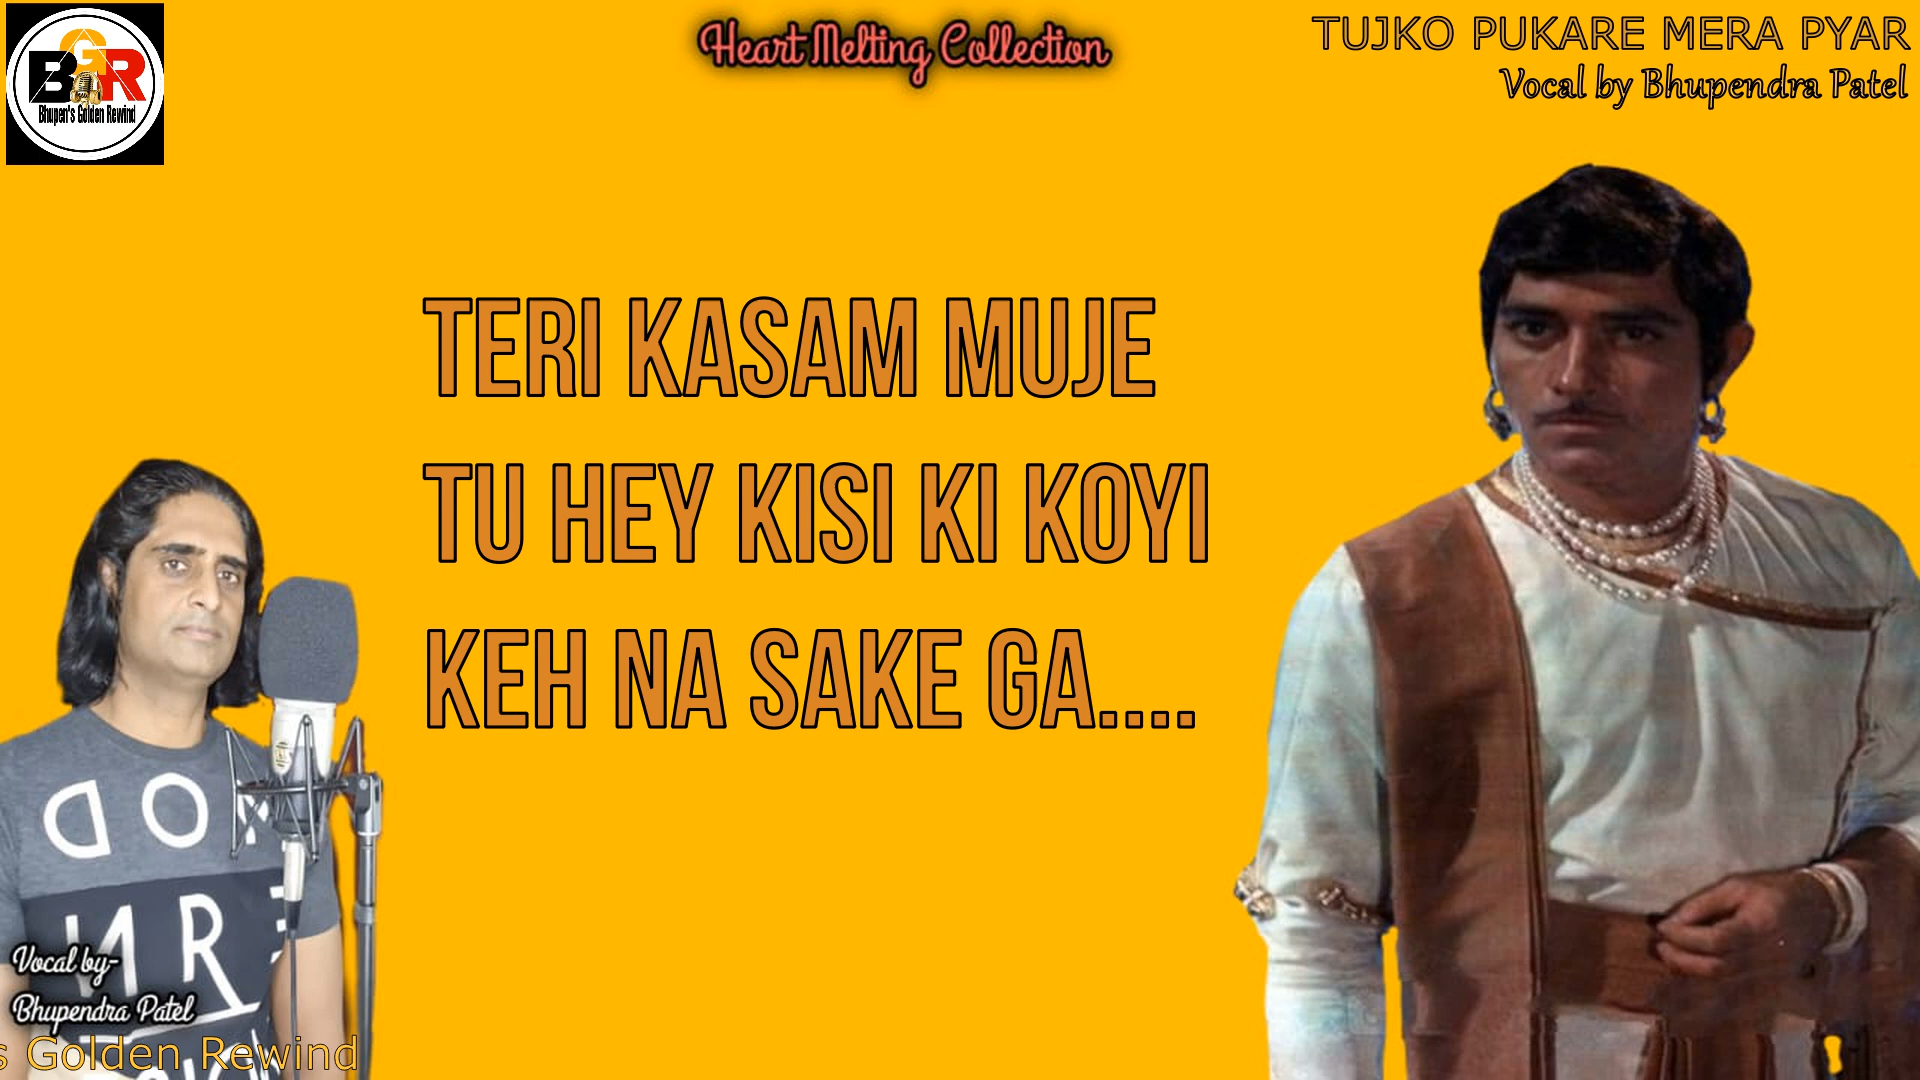 BGR
Bhupen's Golden Rewind
Heart Melting Collection
TUJKO PUKARE MERA PYAR
Vocal by Bhupendra Patel
TERI KASAM MUJE
TU HEY KISI KI KOYI
KEH NA SAKE GA....
Vocal by-
Bhupendra Patel
s Golden Rewind